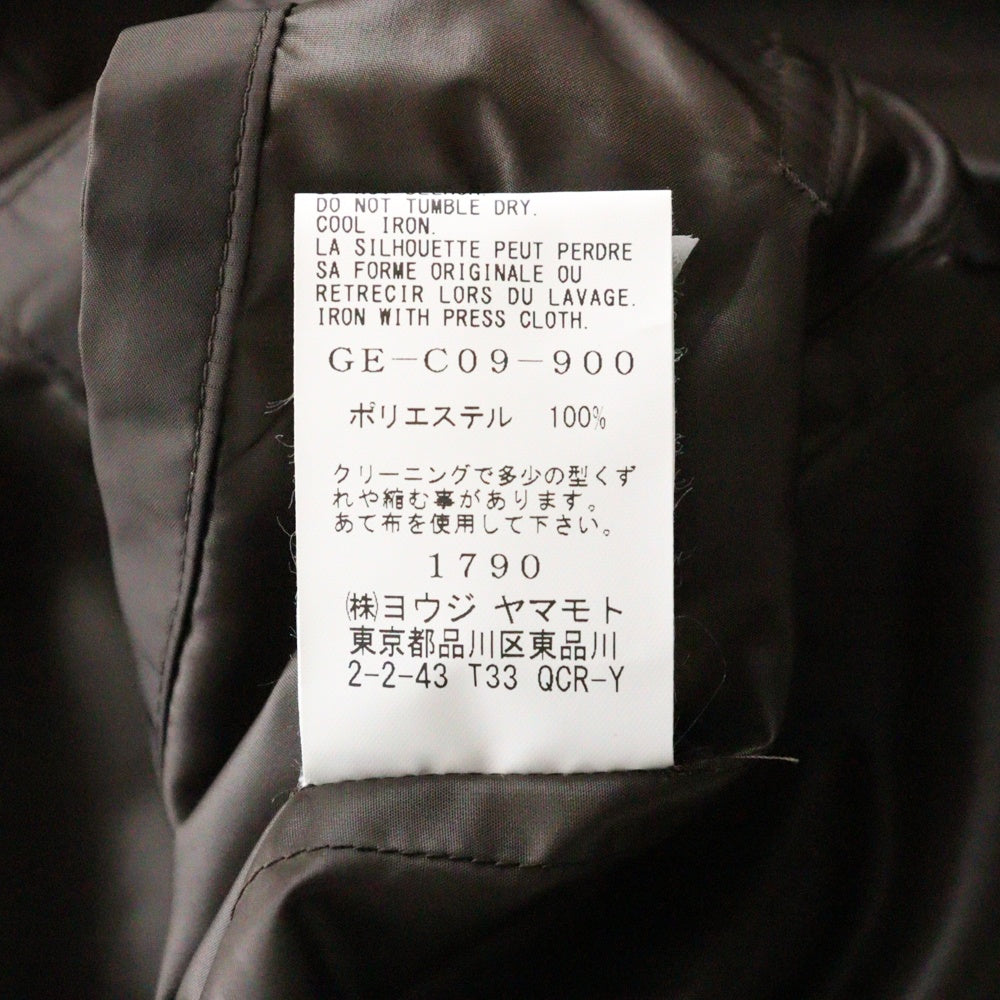 DO NOT TUMBLE DRY.
COOL IRON.
LA SILHOUETTE PEUT PERDRE
SA FORME ORIGINALE OU
RETRECIR LORS DU LAVAGE.
IRON WITH PRESS CLOTH.
GE-C09-900
ポリエステル 100%
クリーニングで多少の型くず
れや縮む事があります。
あて布を使用して下さい。
1790
㈱ヨウジ ヤマモト
東京都品川区東品川
2-2-43 T33 QCR-Y